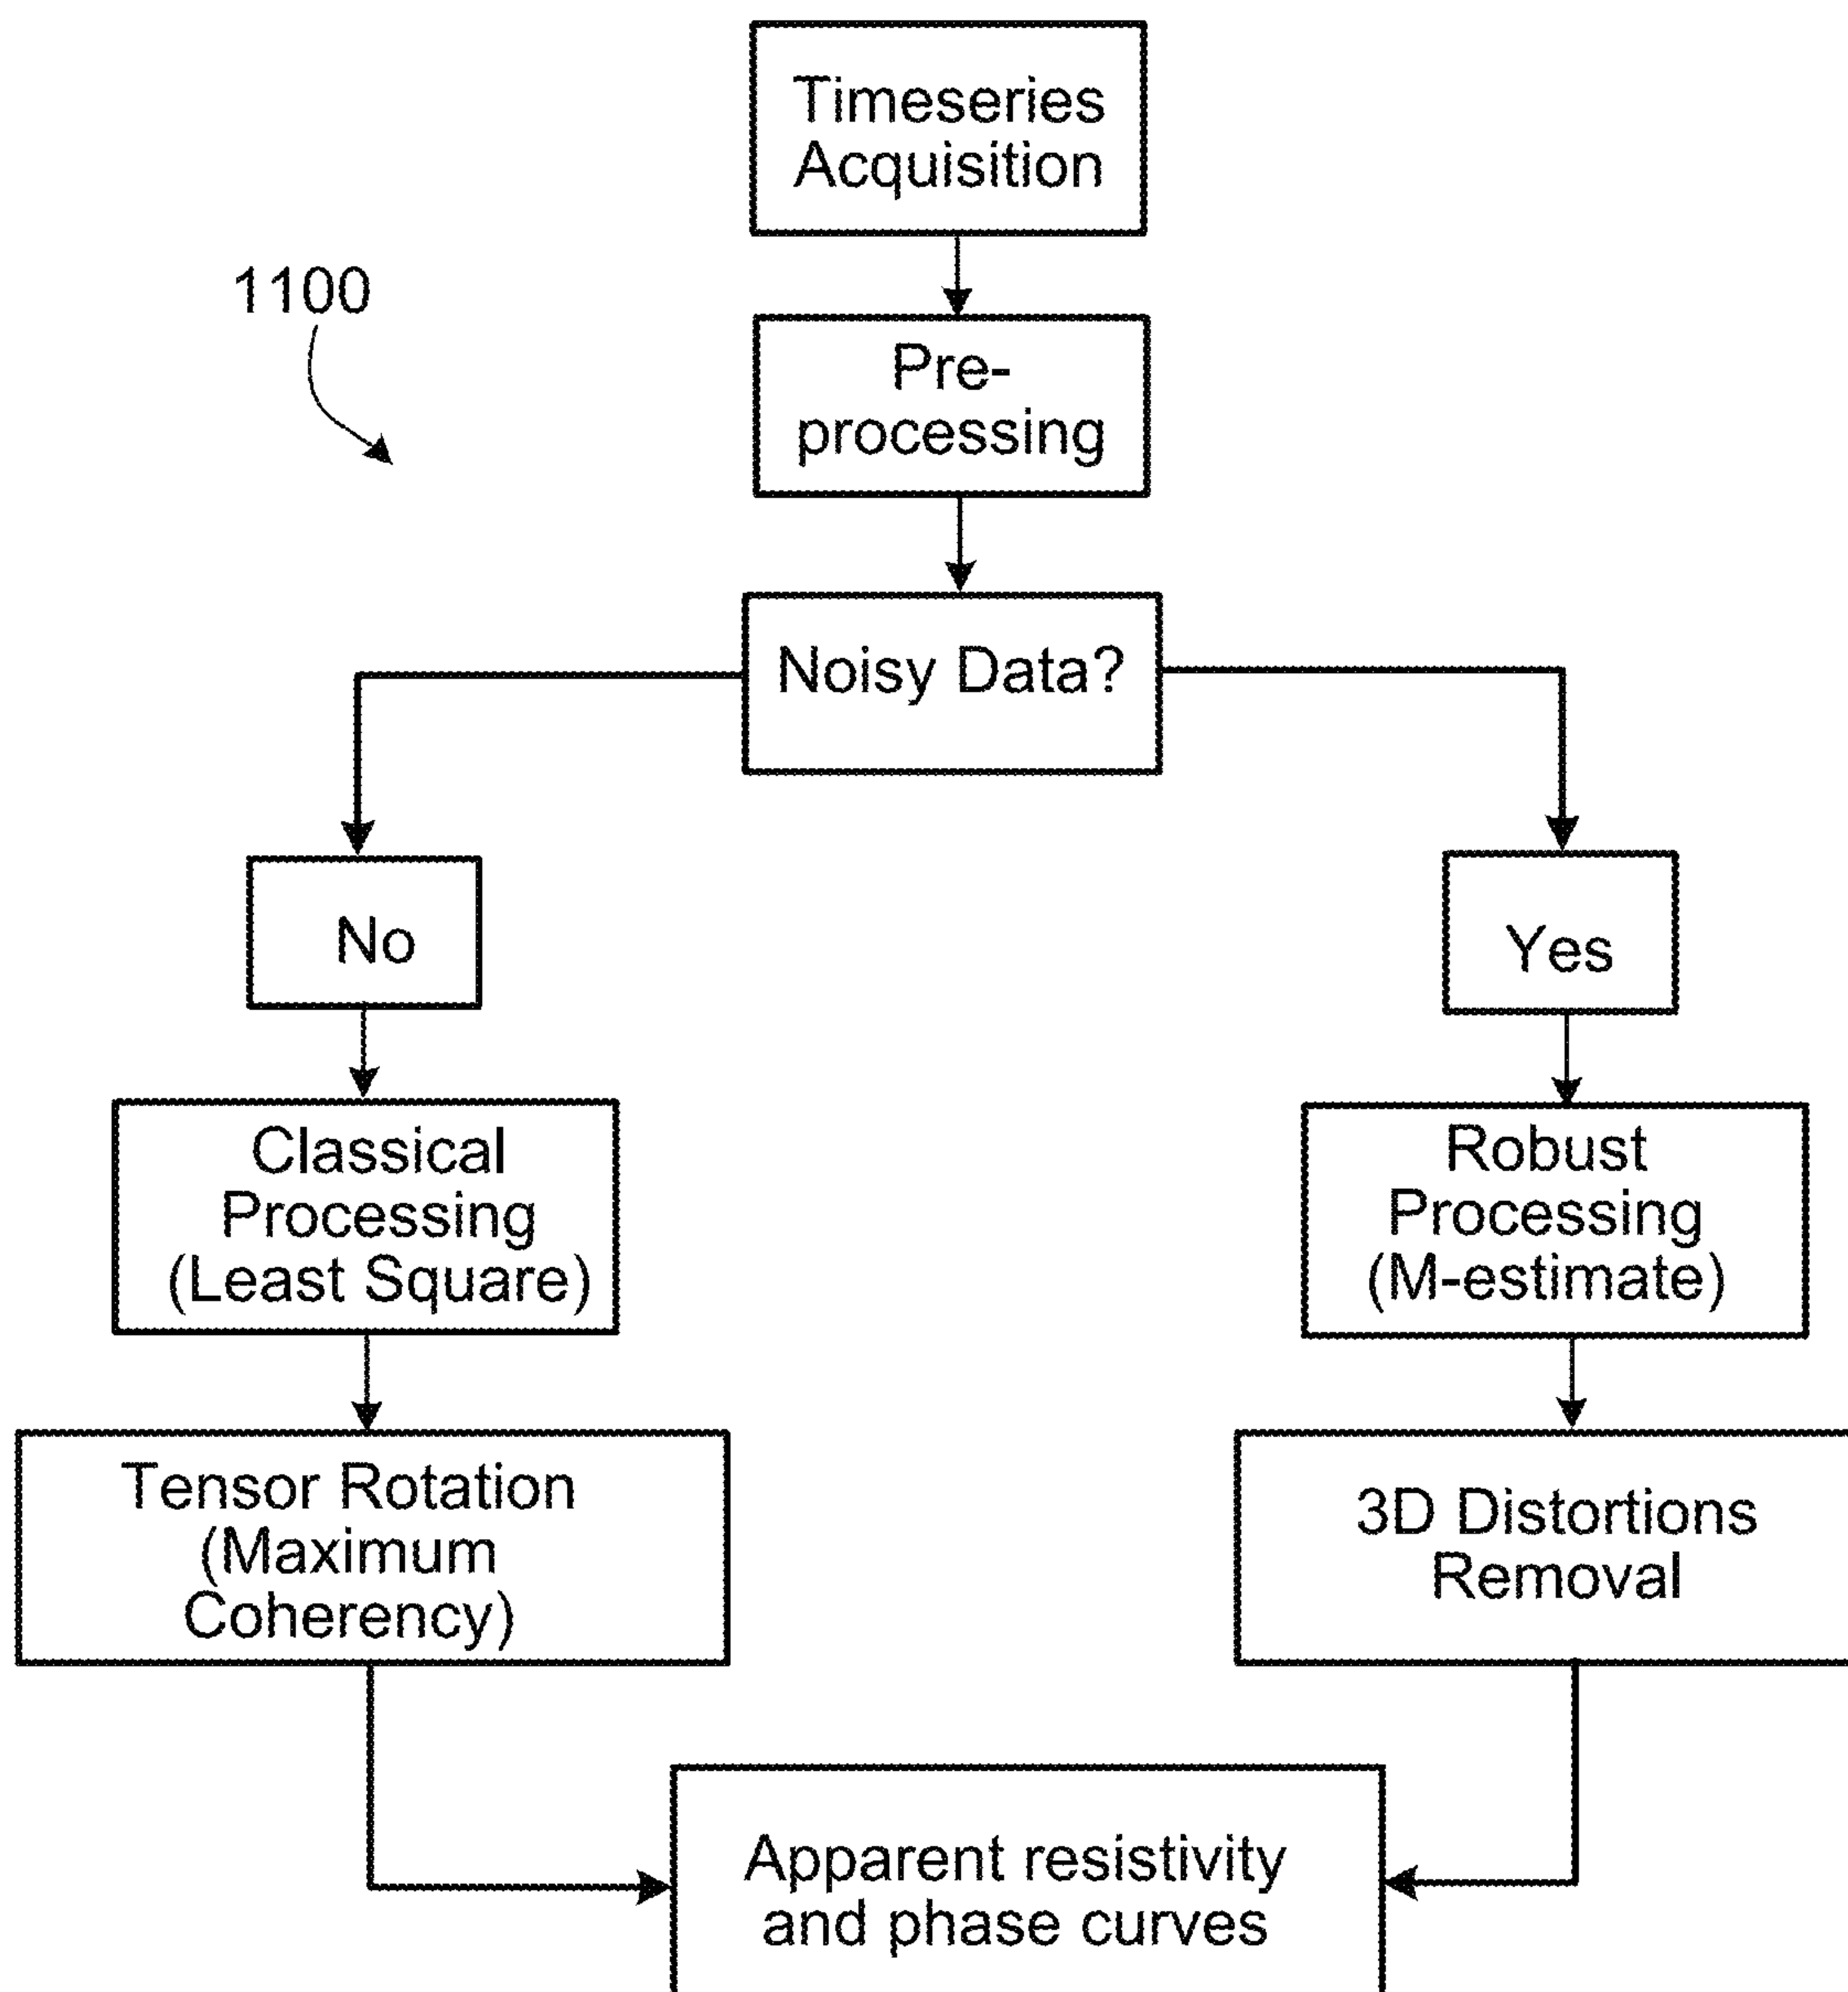 Timeseries
Acquisition
1100
Pre-
processing
Noisy Data?
No
Yes
Classical
Processing
(Least Square)
Robust
Processing
(M-estimate)
Tensor Rotation
(Maximum
Coherency)
3D Distortions
Removal
Apparent resistivity
and phase curves